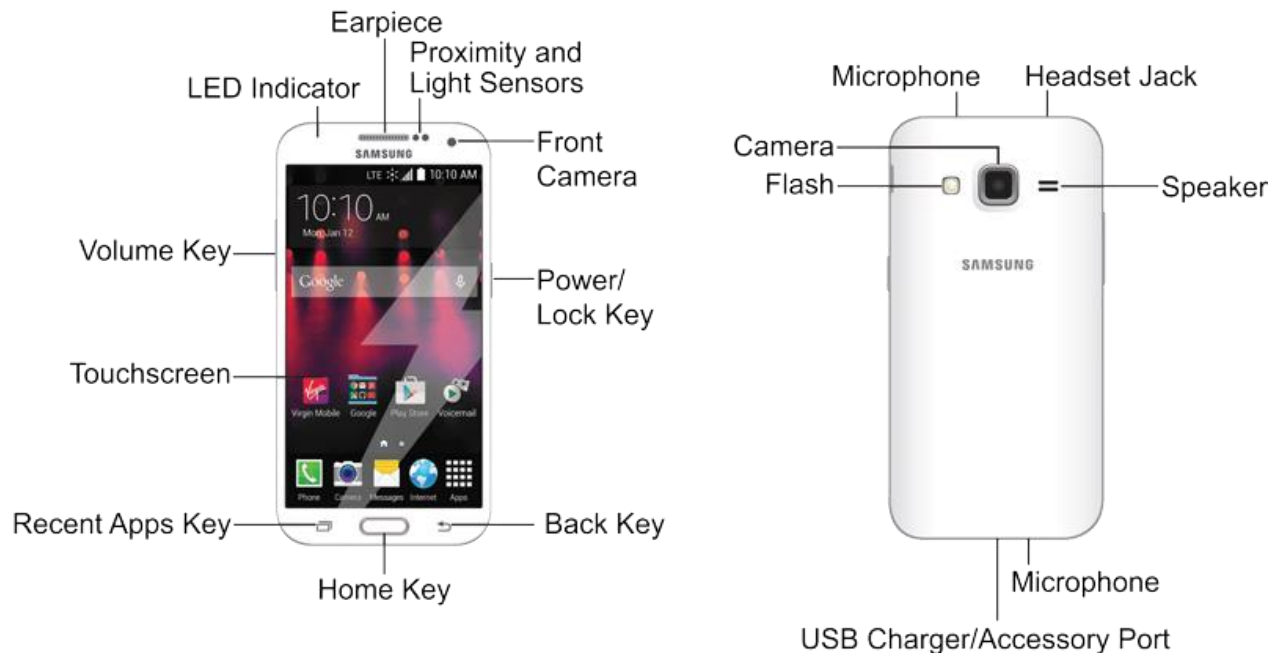 Earpiece
Proximity and
Light Sensors
LED Indicator
Front
Camera
SAMSUNG
LTE 10:10 AM
10:10 AM
Mon, Jan 12
Volume Key
Google
Power/
Lock Key
Touchscreen
Virgin Mobile Google Play Store Voicemail
Phone Camera Messages Internet Apps
Recent Apps Key
Back Key
Home Key
Microphone
Headset Jack
Camera
Flash
Speaker
SAMSUNG
Microphone
USB Charger/Accessory Port